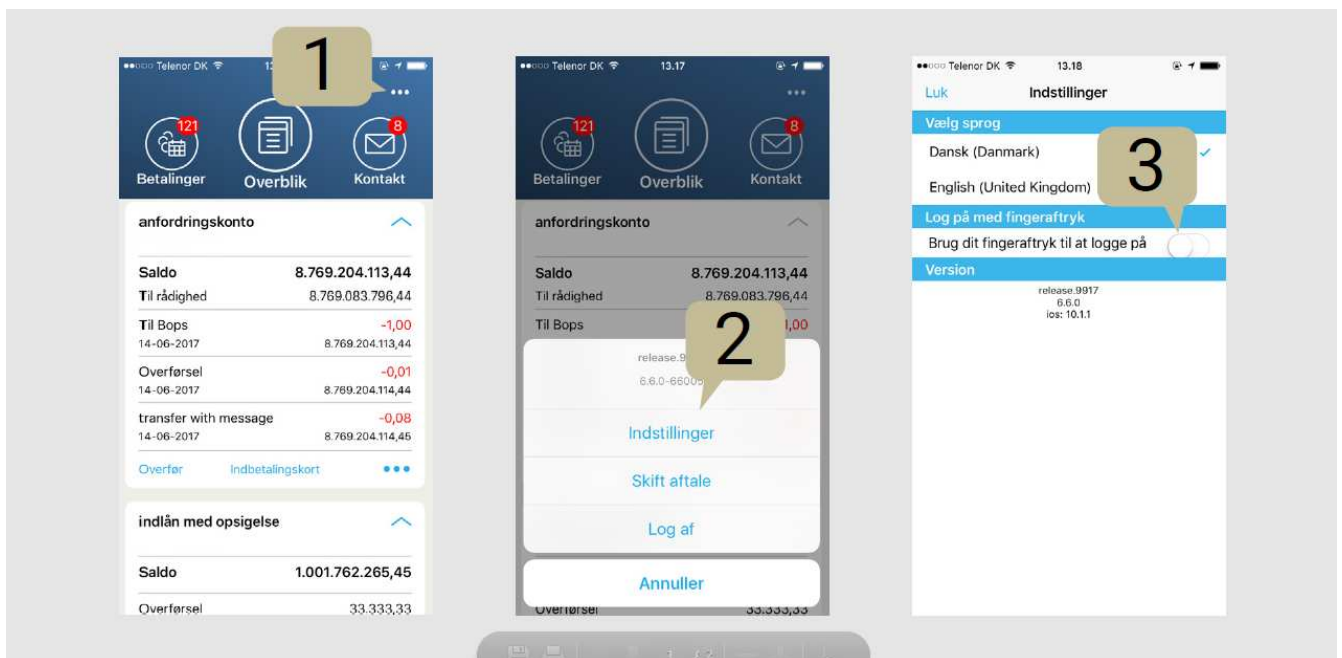 1
Telenor DK
121
8
Betalinger Overblik Kontakt
anfordringskonto
Saldo 8.769.204.113,44
Til rådighed 8.769.083.796,44
Til Bops -1,00
14-06-2017 8.769.204.113,44
Overførsel -0,01
14-06-2017 8.769.204.114,44
transfer with message -0,08
14-06-2017 8.769.204.114,45
Overfør Indbetalingskort
indlån med opsigelse
Saldo 1.001.762.265,45
Overførsel 33.333,33
Telenor DK 13.17
121
8
Betalinger Overblik Kontakt
anfordringskonto
Saldo 8.769.204.113,44
Til rådighed 8.769.083.796,44
Til Bops
2
Indstillinger
Skift aftale
Log af
Annuller
Overførsel 33.333,33
Telenor DK 13.18
Luk Indstillinger
Vælg sprog
Dansk (Danmark)
3
English (United Kingdom)
Log på med fingeraftryk
Brug dit fingeraftryk til at logge på
Version
release.9917
6.6.0
ios: 10.1.1